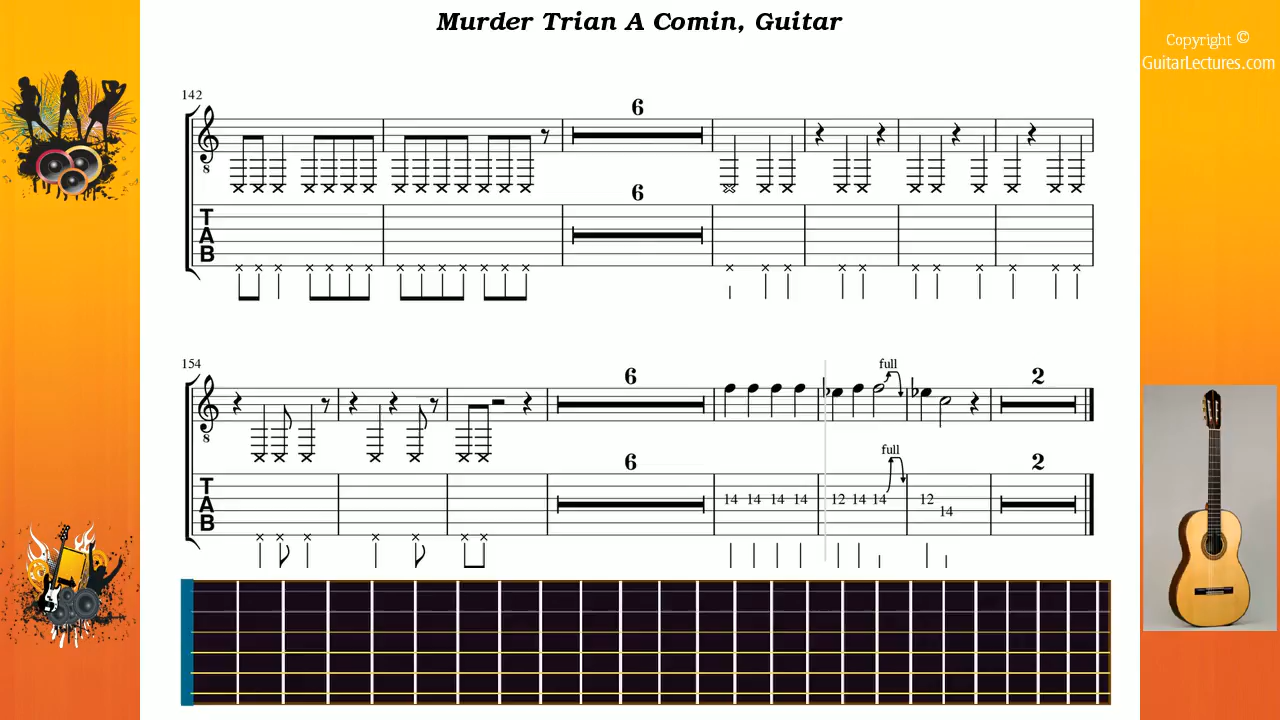 Murder Trian A Comin, Guitar
Copyright ©
GuitarLectures.com
142
6
8
6
T
A
B
154
full
6
2
8
full
6
2
T
A
B
14 14 14 14 12 14 14 12
14